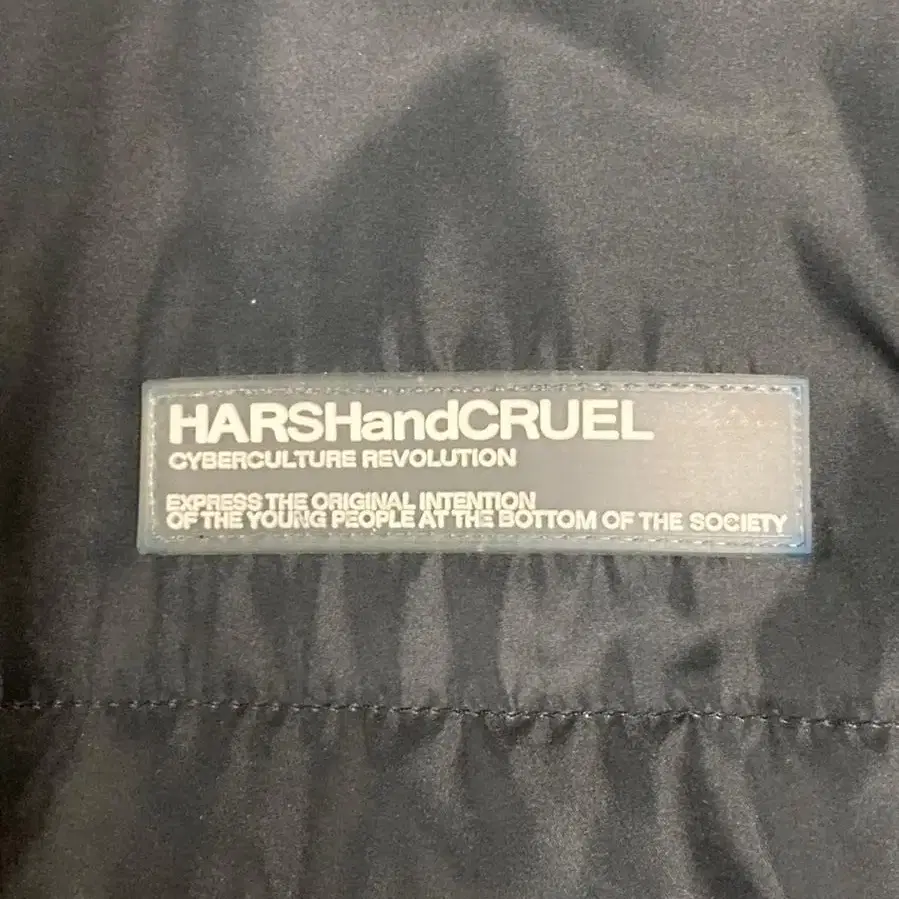 HARSHandCRUEL
CYBERCULTURE REVOLUTION
EXPRESS THE ORIGINAL INTENTION
OF THE YOUNG PEOPLE AT THE BOTTOM OF THE SOCIETY